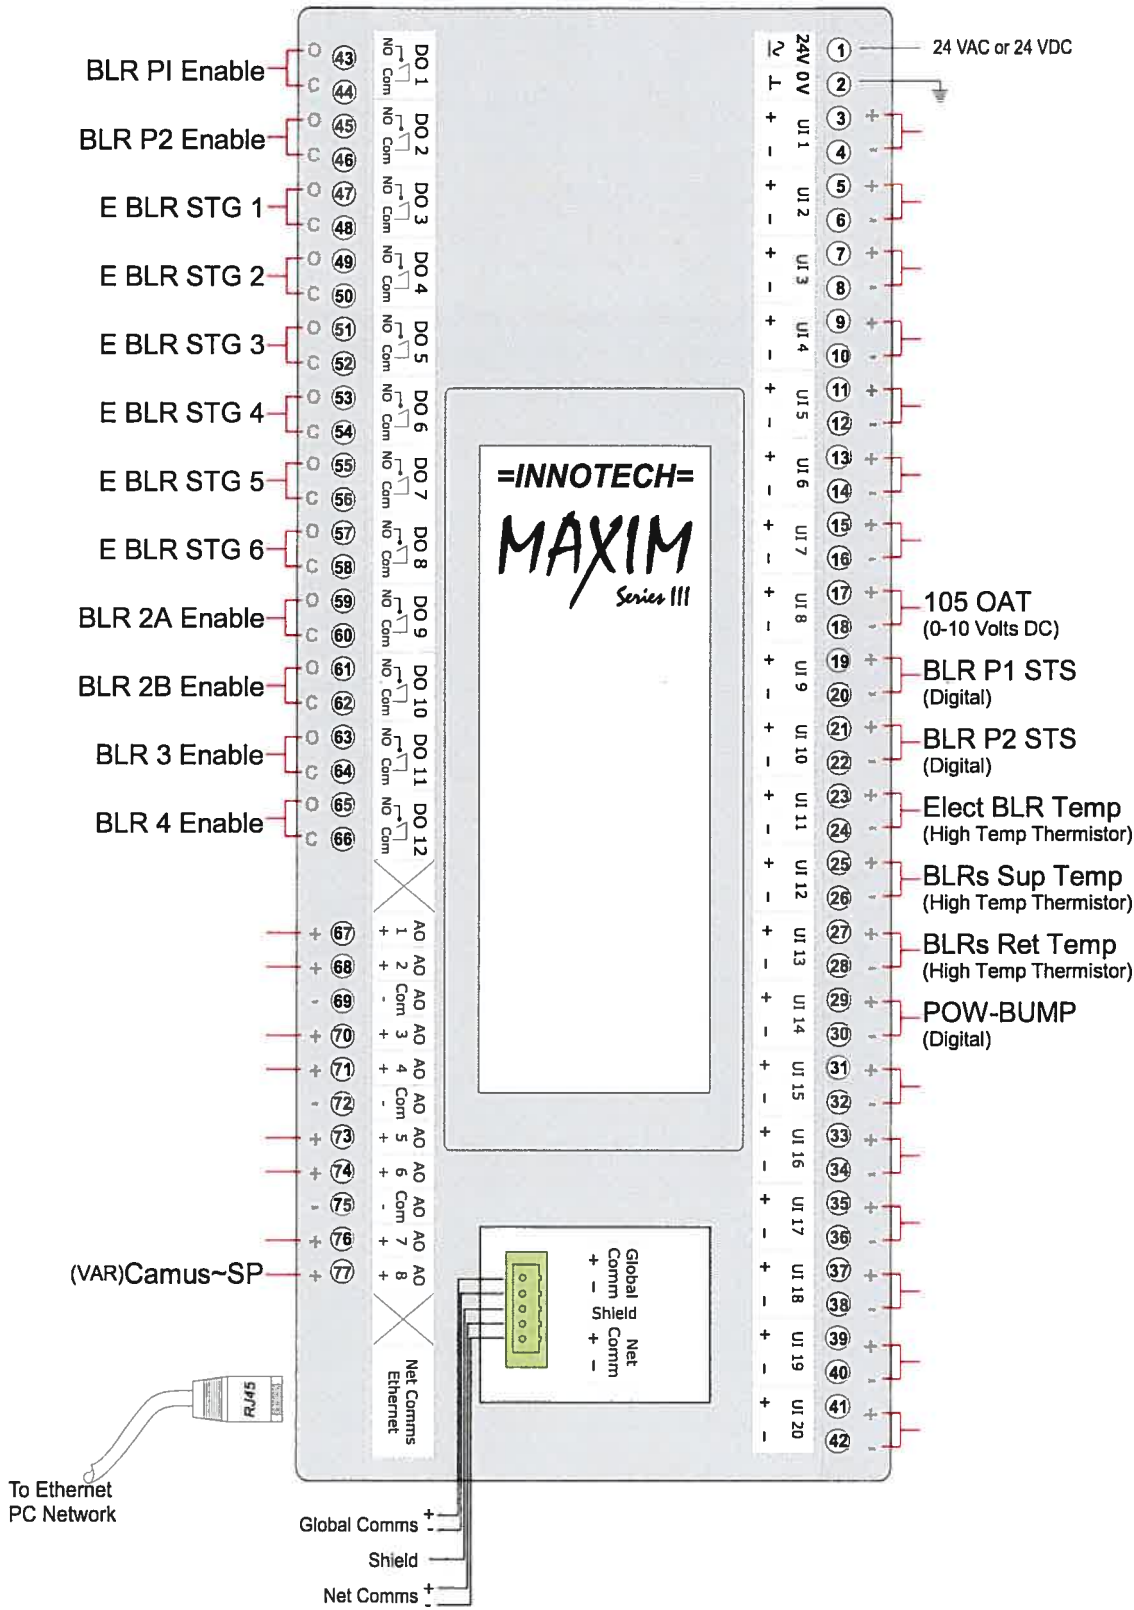 BLR P1 Enable
BLR P2 Enable
E BLR STG 1
E BLR STG 2
E BLR STG 3
E BLR STG 4
E BLR STG 5
E BLR STG 6
BLR 2A Enable
BLR 2B Enable
BLR 3 Enable
BLR 4 Enable
(VAR)Camus~SP
O 43 NO DO 1
C 44 Com
O 45 NO DO 2
C 46 Com
O 47 NO DO 3
C 48 Com
O 49 NO DO 4
C 50 Com
O 51 NO DO 5
C 52 Com
O 53 NO DO 6
C 54 Com
O 55 NO DO 7
C 56 Com
O 57 NO DO 8
C 58 Com
O 59 NO DO 9
C 60 Com
O 61 NO DO 10
C 62 Com
O 63 NO DO 11
C 64 Com
O 65 NO DO 12
C 66 Com
+ 67 + 1 AO
+ 68 + 2 AO
- 69 - Com AO
+ 70 + 3 AO
+ 71 + 4 AO
- 72 - Com AO
+ 73 + 5 AO
+ 74 + 6 AO
- 75 - Com AO
+ 76 + 7 AO
+ 77 + 8 AO
Net Comms
Ethernet
RJ45
To Ethernet
PC Network
=INNOTECH=
MAXIM
Series III
Global
Comm
+ -
Shield
Net
Comm
+ -
Global Comms + -
Shield
Net Comms + -
24V 1 24 VAC or 24 VDC
0V 2
+ UI 1 3 +
- 4 -
+ UI 2 5 +
- 6 -
+ UI 3 7 +
- 8 -
+ UI 4 9 +
- 10 -
+ UI 5 11 +
- 12 -
+ UI 6 13 +
- 14 -
+ UI 7 15 +
- 16 -
+ UI 8 17 +
- 18 -
+ UI 9 19 +
- 20 -
+ UI 10 21 +
- 22 -
+ UI 11 23 +
- 24 -
+ UI 12 25 +
- 26 -
+ UI 13 27 +
- 28 -
+ UI 14 29 +
- 30 -
+ UI 15 31 +
- 32 -
+ UI 16 33 +
- 34 -
+ UI 17 35 +
- 36 -
+ UI 18 37 +
- 38 -
+ UI 19 39 +
- 40 -
+ UI 20 41 +
- 42 -
105 OAT
(0-10 Volts DC)
BLR P1 STS
(Digital)
BLR P2 STS
(Digital)
Elect BLR Temp
(High Temp Thermistor)
BLRs Sup Temp
(High Temp Thermistor)
BLRs Ret Temp
(High Temp Thermistor)
POW-BUMP
(Digital)